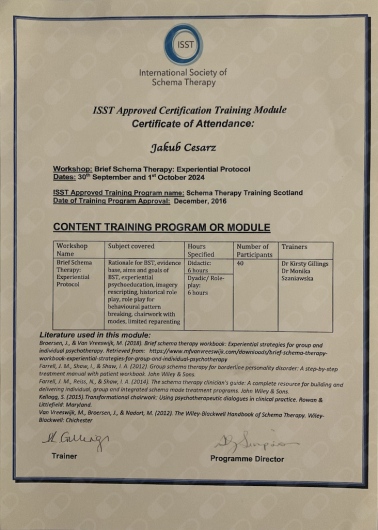 ISST
International Society of
Schema Therapy
ISST Approved Certification Training Module
Certificate of Attendance:
Jakub Cesarz
Workshop: Brief Schema Therapy: Experiential Protocol
Dates: 30th September and 1st October 2024
ISST Approved Training Program name: Schema Therapy Training Scotland
Date of Training Program Approval: December, 2016
CONTENT TRAINING PROGRAM OR MODULE
Workshop Name
Subject covered
Hours Specified
Number of Participants
Trainers
Brief Schema Therapy: Experiential Protocol
Rationale for BST, evidence base, aims and goals of BST, experiential psychoeducation, imagery rescripting, historical role play, role play for behavioural pattern breaking, chairwork with modes, limited reparenting
Didactic: 6 hours
Dyadic/ Role-play: 6 hours
40
Dr Kirsty Gillings
Dr Monika Szaniawska
Literature used in this module:
Broersen, J., & Van Vreeswijk, M. (2018). Brief schema therapy workbook: Experiential strategies for group and
individual psychotherapy. Retrieved from: https://www.mfvanvreeswijk.com/downloads/brief-schema-therapy-
workbook-experiential-strategies-for-group-and-individual-psychotherapy
Farrell, J. M., Shaw, I., & Shaw, I. A. (2012) Group schema therapy for borderline personality disorder: A step-by-step
treatment manual with patient workbook. John Wiley & Sons.
Farrell, J. M., Reiss, N., & Shaw, I. A. (2014). The schema therapy clinician's guide: A complete resource for building and
delivering individual, group and integrated schema mode treatment programs. John Wiley & Sons.
Kellogg, S. (2015) Transformational chairwork: Using psychotherapeutic dialogues in clinical practice. Rowan &
Littlefield: Maryland.
Van Vreeswijk, M., Broersen, J., & Nadort, M. (2012). The Wiley-Blackwell Handbook of Schema Therapy. Wiley-
Blackwell: Chichester
Trainer
Programme Director